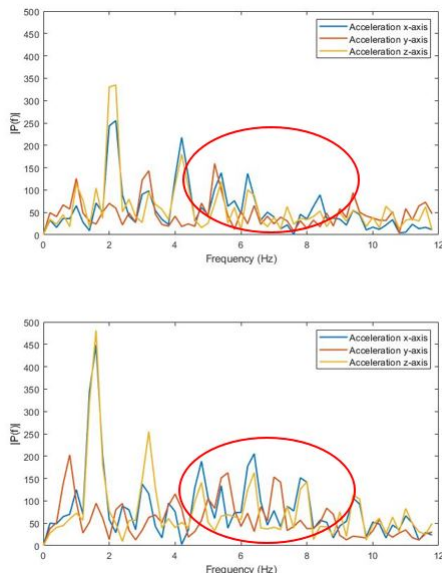 500
450
400
350
300
250
200
150
100
50
0
|P(f)|
Acceleration x-axis
Acceleration y-axis
Acceleration z-axis
0 2 4 6 8 10 12
Frequency (Hz)
500
450
400
350
300
250
200
150
100
50
0
|P(f)|
Acceleration x-axis
Acceleration y-axis
Acceleration z-axis
0 2 4 6 8 10 12
Frequency (Hz)